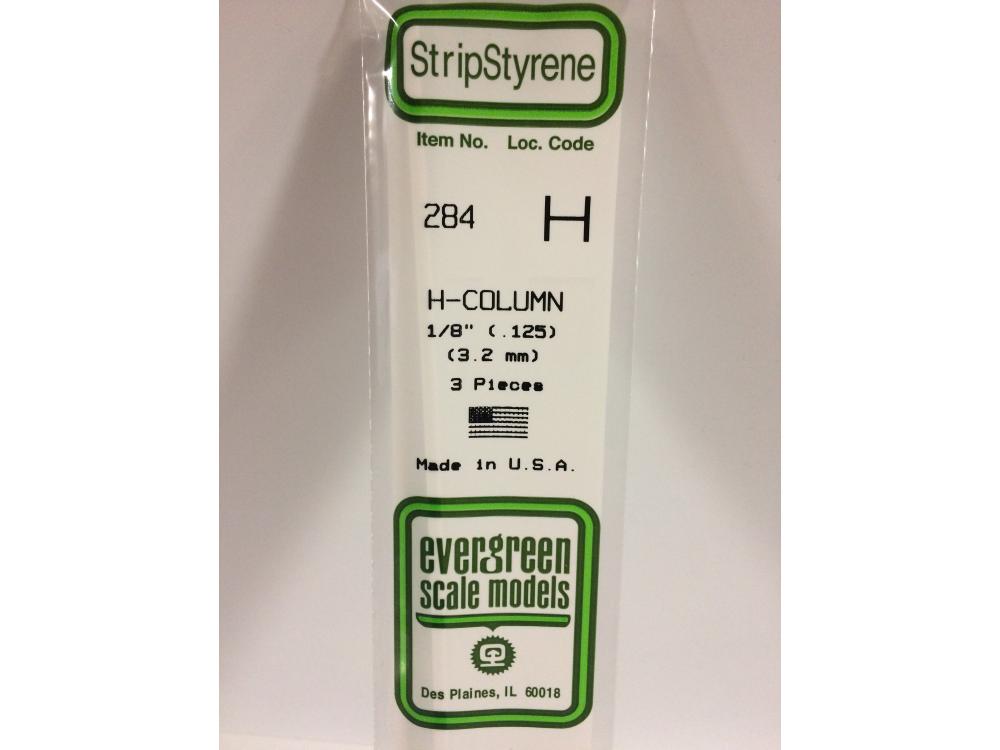 StripStyrene
Item No. Loc. Code
284 H
H-COLUMN
1/8" (.125)
(3.2 mm)
3 Pieces
Made in U.S.A.
evergreen
scale models
Des Plaines, IL 60018